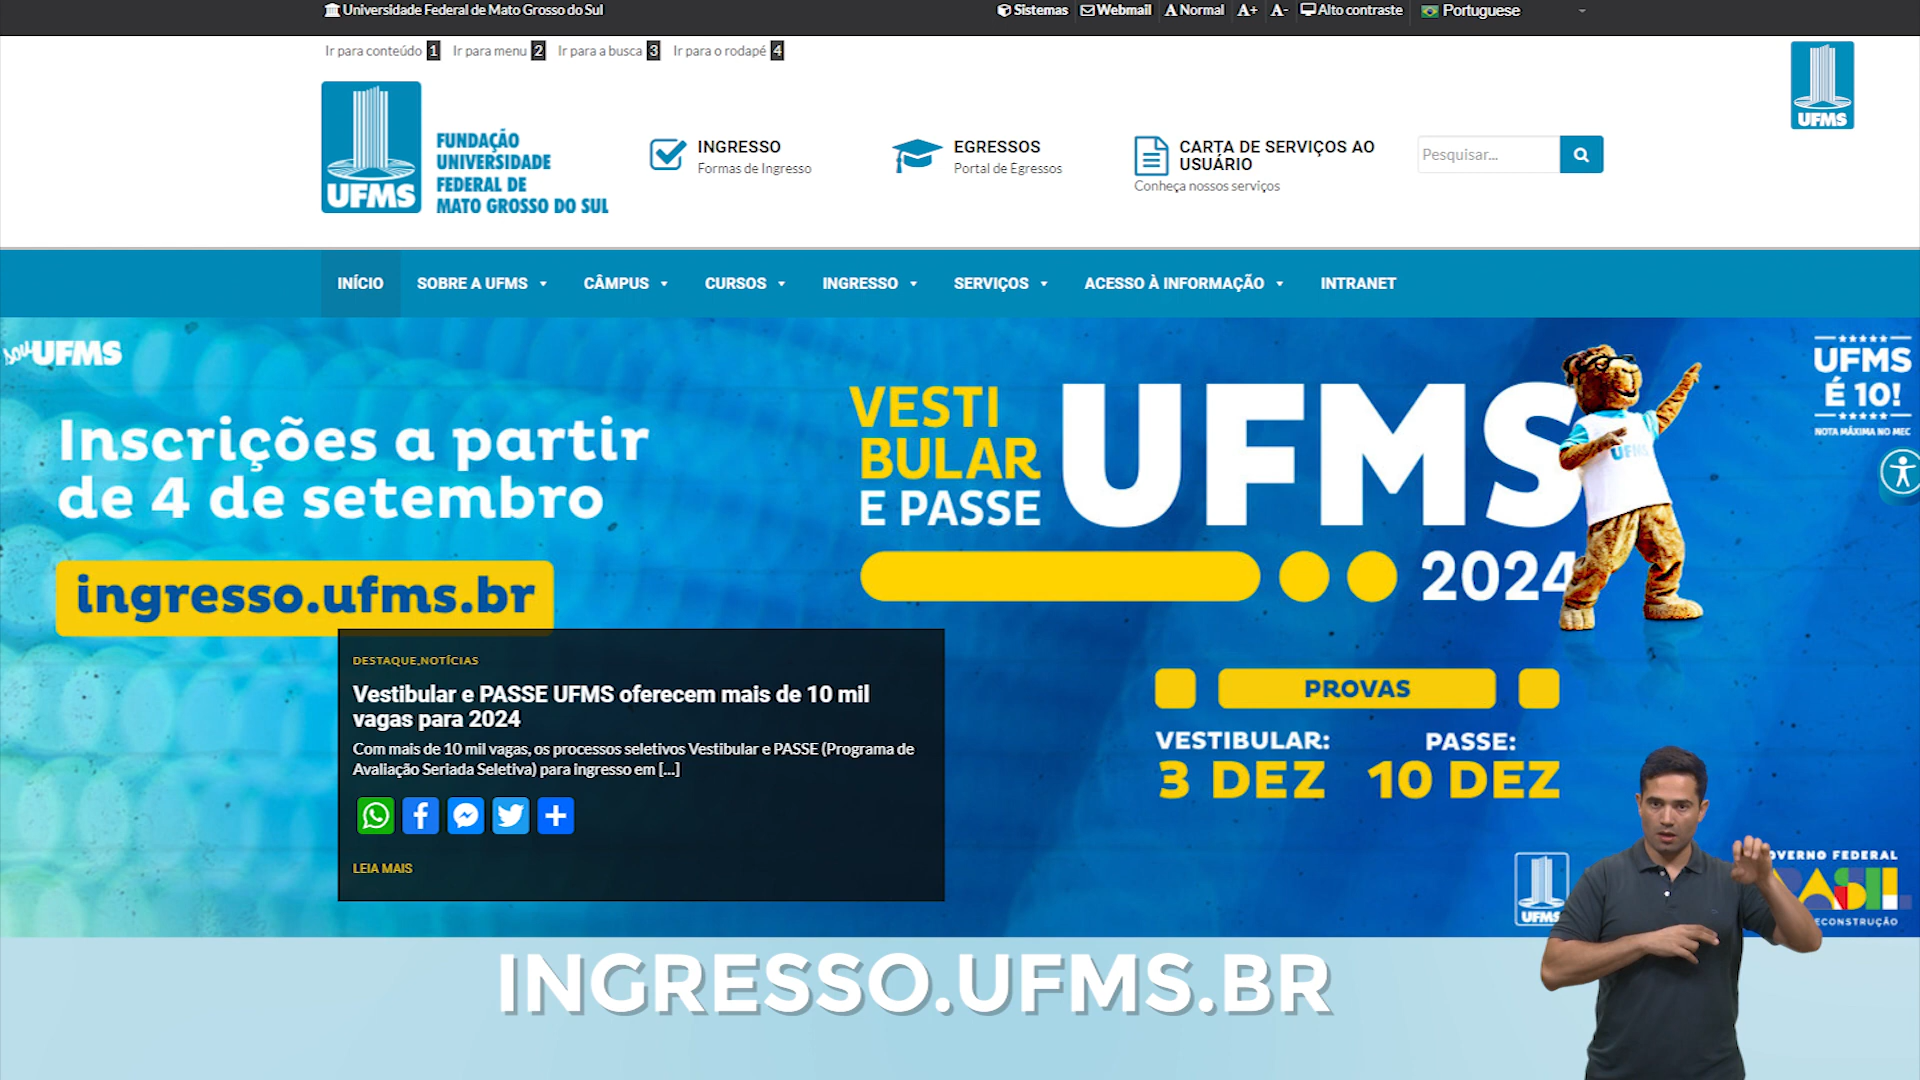 Universidade Federal de Mato Grosso do Sul
Sistemas Webmail A Normal A+ A- Alto contraste Portuguese
Ir para conteúdo 1 Ir para menu 2 Ir para a busca 3 Ir para o rodapé 4
UFMS
FUNDAÇÃO
UNIVERSIDADE
FEDERAL DE
MATO GROSSO DO SUL
INGRESSO
Formas de Ingresso
EGRESSOS
Portal de Egressos
CARTA DE SERVIÇOS AO
USUÁRIO
Conheça nossos serviços
Pesquisar...
UFMS
INÍCIO SOBRE A UFMS CÂMPUS CURSOS INGRESSO SERVIÇOS ACESSO À INFORMAÇÃO INTRANET
souUFMS
Inscrições a partir
de 4 de setembro
ingresso.ufms.br
VESTI
BULAR
E PASSE
UFMS
2024
UFMS
UFMS
É 10!
NOTA MÁXIMA NO MEC
PROVAS
VESTIBULAR:
3 DEZ
PASSE:
10 DEZ
DESTAQUE,NOTÍCIAS
Vestibular e PASSE UFMS oferecem mais de 10 mil
vagas para 2024
Com mais de 10 mil vagas, os processos seletivos Vestibular e PASSE (Programa de
Avaliação Seriada Seletiva) para ingresso em [...]
LEIA MAIS
UFMS
OVERNO FEDERAL
RASIL
ECONSTRUÇÃO
INGRESSO.UFMS.BR